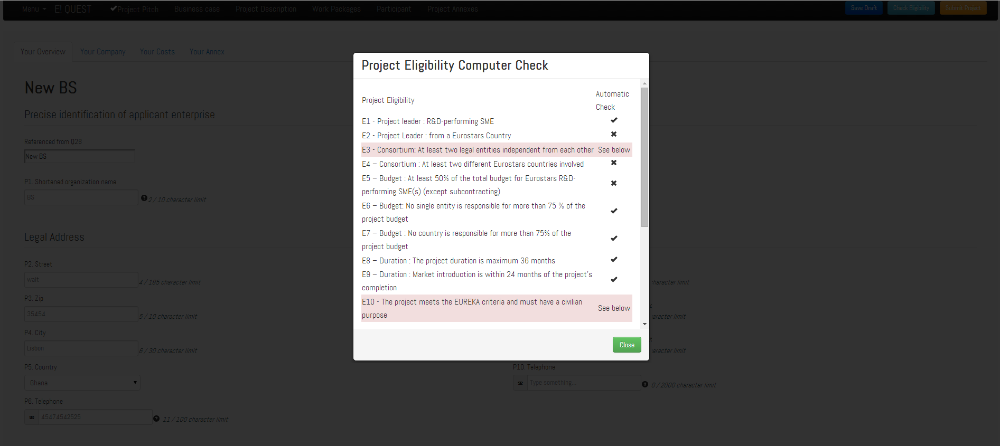 Menu E! QUEST Project Pitch Business case Project Description Work Packages Participant Project Annexes Save Draft Check Eligibility Submit Project
Your Overview Your Company Your Costs Your Annex
New BS
Precise identification of applicant enterprise
Referenced from Q28
New BS
P1. Shortened organization name
BS 2 / 10 character limit
Legal Address
P2. Street
wait 4 / 185 character limit
P3. Zip
35454 5 / 10 character limit
P4. City
Lisbon 6 / 30 character limit
P5. Country
Ghana
P6. Telephone
45474542525 11 / 100 character limit
Project Eligibility Computer Check
Project Eligibility
Automatic
Check
E1 - Project leader : R&D-performing SME
E2 - Project Leader : from a Eurostars Country
E3 - Consortium: At least two legal entities independent from each other See below
E4 – Consortium : At least two different Eurostars countries involved
E5 – Budget : At least 50% of the total budget for Eurostars R&D-
performing SME(s) (except subcontracting)
E6 – Budget: No single entity is responsible for more than 75 % of the
project budget
E7 – Budget : No country is responsible for more than 75% of the
project budget
E8 – Duration : The project duration is maximum 36 months
E9 – Duration : Market introduction is within 24 months of the project's
completion
E10 - The project meets the EUREKA criteria and must have a civilian
purpose
See below
Close
character limit
character limit
character limit
P10. Telephone
Type something... 0 / 2000 character limit